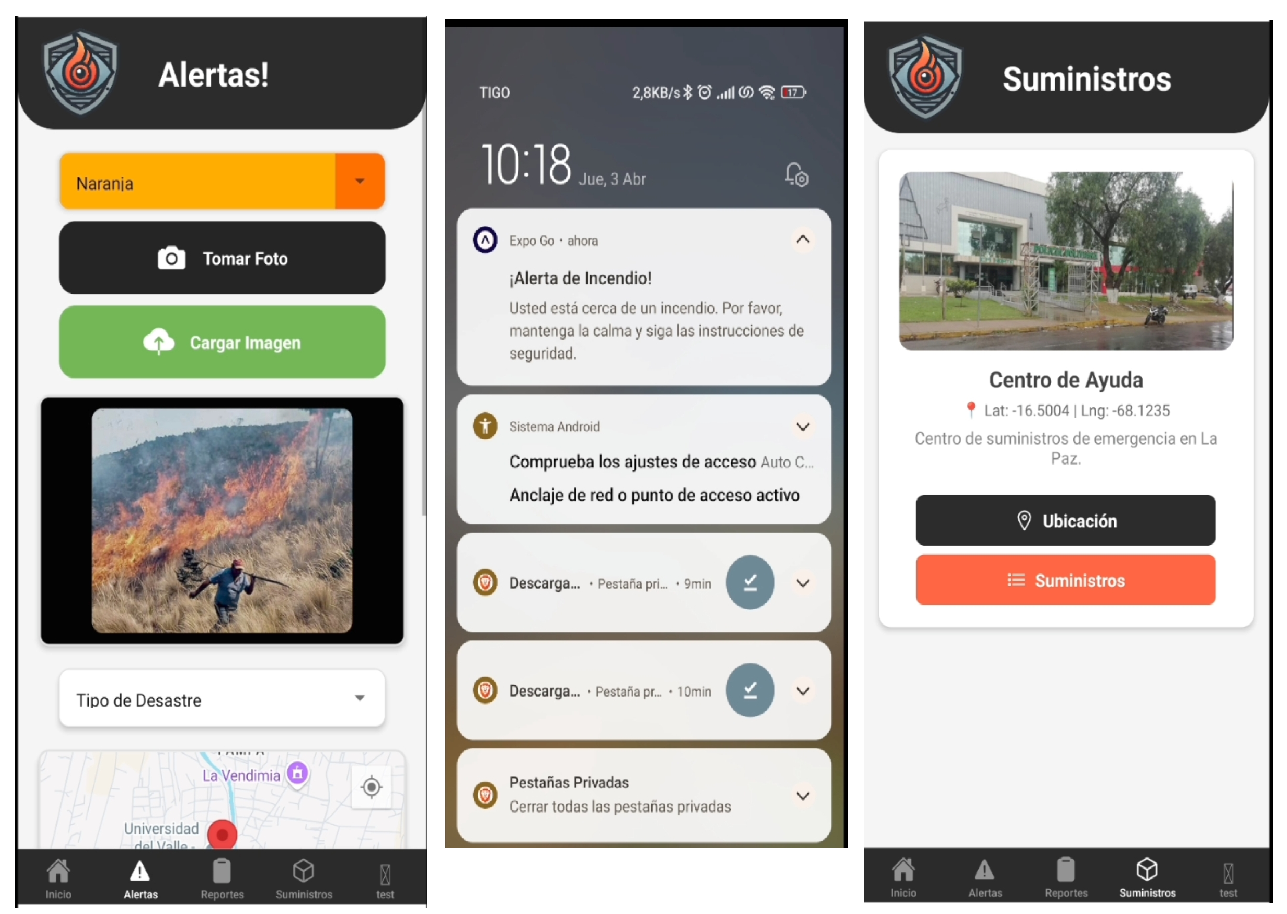 Alertas!
Naranja
Tomar Foto
Cargar Imagen
Tipo de Desastre
La Vendimia
Universidad
del Valle
Inicio
Alertas
Reportes
Suministros
test
TIGO
2,8KB/s
17
10:18
Jue, 3 Abr
Expo Go • ahora
¡Alerta de Incendio!
Usted está cerca de un incendio. Por favor,
mantenga la calma y siga las instrucciones de
seguridad.
Sistema Android
Comprueba los ajustes de acceso Auto C...
Anclaje de red o punto de acceso activo
Descarga... • Pestaña pri... • 9min
Descarga... • Pestaña pr... • 10min
Pestañas Privadas
Cerrar todas las pestañas privadas
Suministros
Centro de Ayuda
Lat: -16.5004 | Lng: -68.1235
Centro de suministros de emergencia en La
Paz.
Ubicación
Suministros
Inicio
Alertas
Reportes
Suministros
test